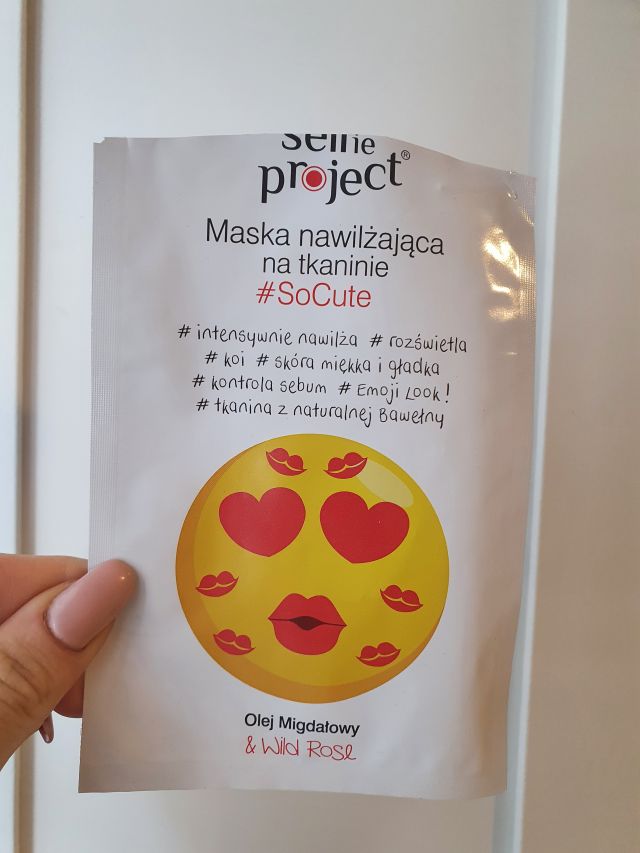 selfie
project®
Maska nawilżająca
na tkaninie
#SoCute
# intensywnie nawilża # rozświetla
# koi # skóra miękka i gładka
# kontrola sebum # Emoji Look!
# tkanina z naturalnej Bawełny
Olej Migdałowy
& Wild Rose